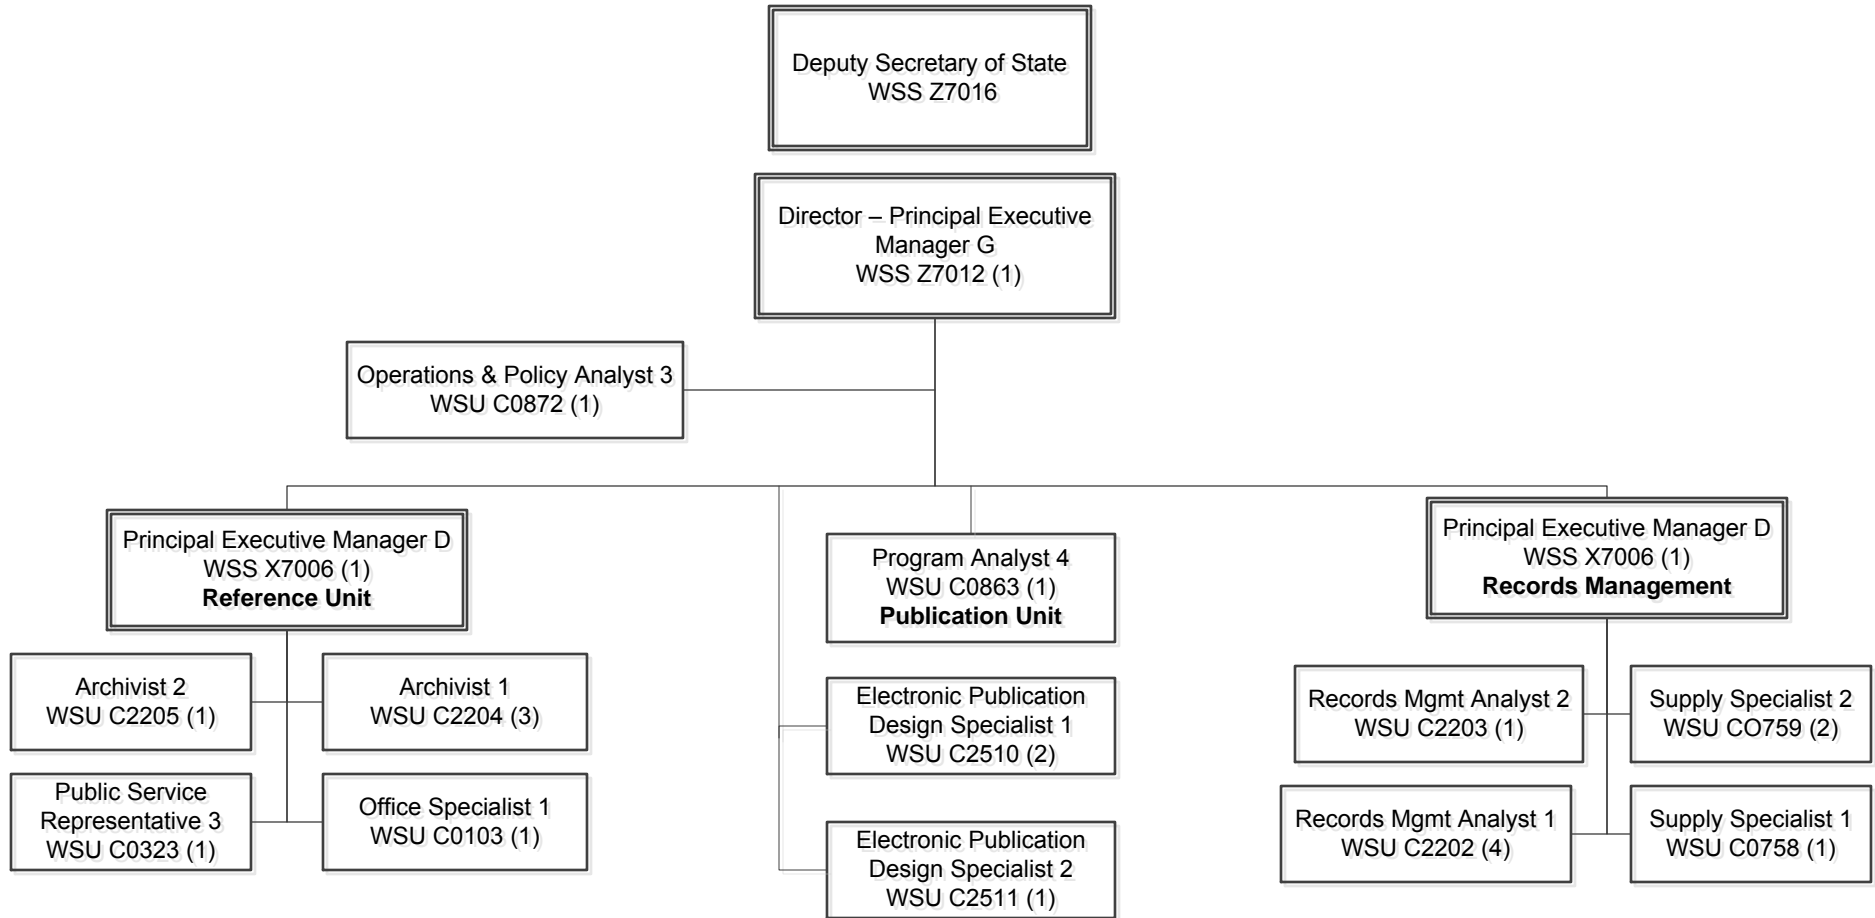 Deputy Secretary of State
WSS Z7016
Director – Principal Executive
Manager G
WSS Z7012 (1)
Operations & Policy Analyst 3
WSU C0872 (1)
Principal Executive Manager D
WSS X7006 (1)
Reference Unit
Archivist 2
WSU C2205 (1)
Archivist 1
WSU C2204 (3)
Public Service
Representative 3
WSU C0323 (1)
Office Specialist 1
WSU C0103 (1)
Program Analyst 4
WSU C0863 (1)
Publication Unit
Electronic Publication
Design Specialist 1
WSU C2510 (2)
Electronic Publication
Design Specialist 2
WSU C2511 (1)
Principal Executive Manager D
WSS X7006 (1)
Records Management
Records Mgmt Analyst 2
WSU C2203 (1)
Supply Specialist 2
WSU CO759 (2)
Records Mgmt Analyst 1
WSU C2202 (4)
Supply Specialist 1
WSU C0758 (1)